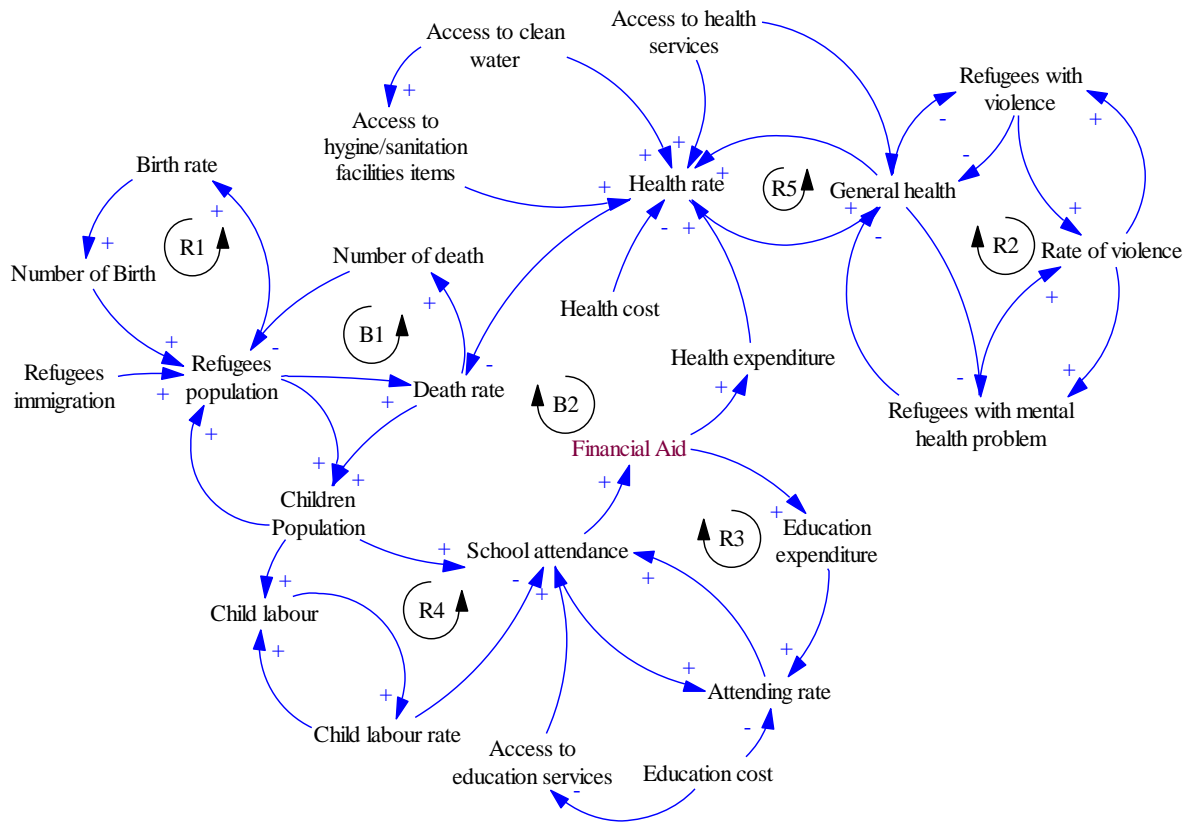 Access to health
services
Access to clean
water
Refugees with
violence
+
-
+
Access to
hygine/sanitation
facilities items
+
+
-
+
Birth rate
+
Health rate
+
R5
General health
+
-
+
+
R1
+
Number of Birth
Number of death
-
+
R2
Rate of violence
+
+
Health cost
B1
+
-
Refugees
population
Refugees
immigration
+
+
-
Death rate
Health expenditure
+
B2
-
+
Refugees with mental
health problem
+
Financial Aid
+
+
+
Children
Population
+
R3
Education
expenditure
+
School attendance
+
+
Child labour
R4
-
+
+
+
+
+
Attending rate
+
Child labour rate
-
Access to
education services
Education cost
-